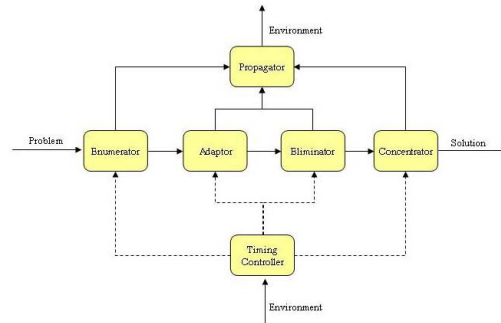 Environment
Propagator
Problem
Enumerator
Adaptor
Eliminator
Concentrator
Solution
Timing
Controller
Environment